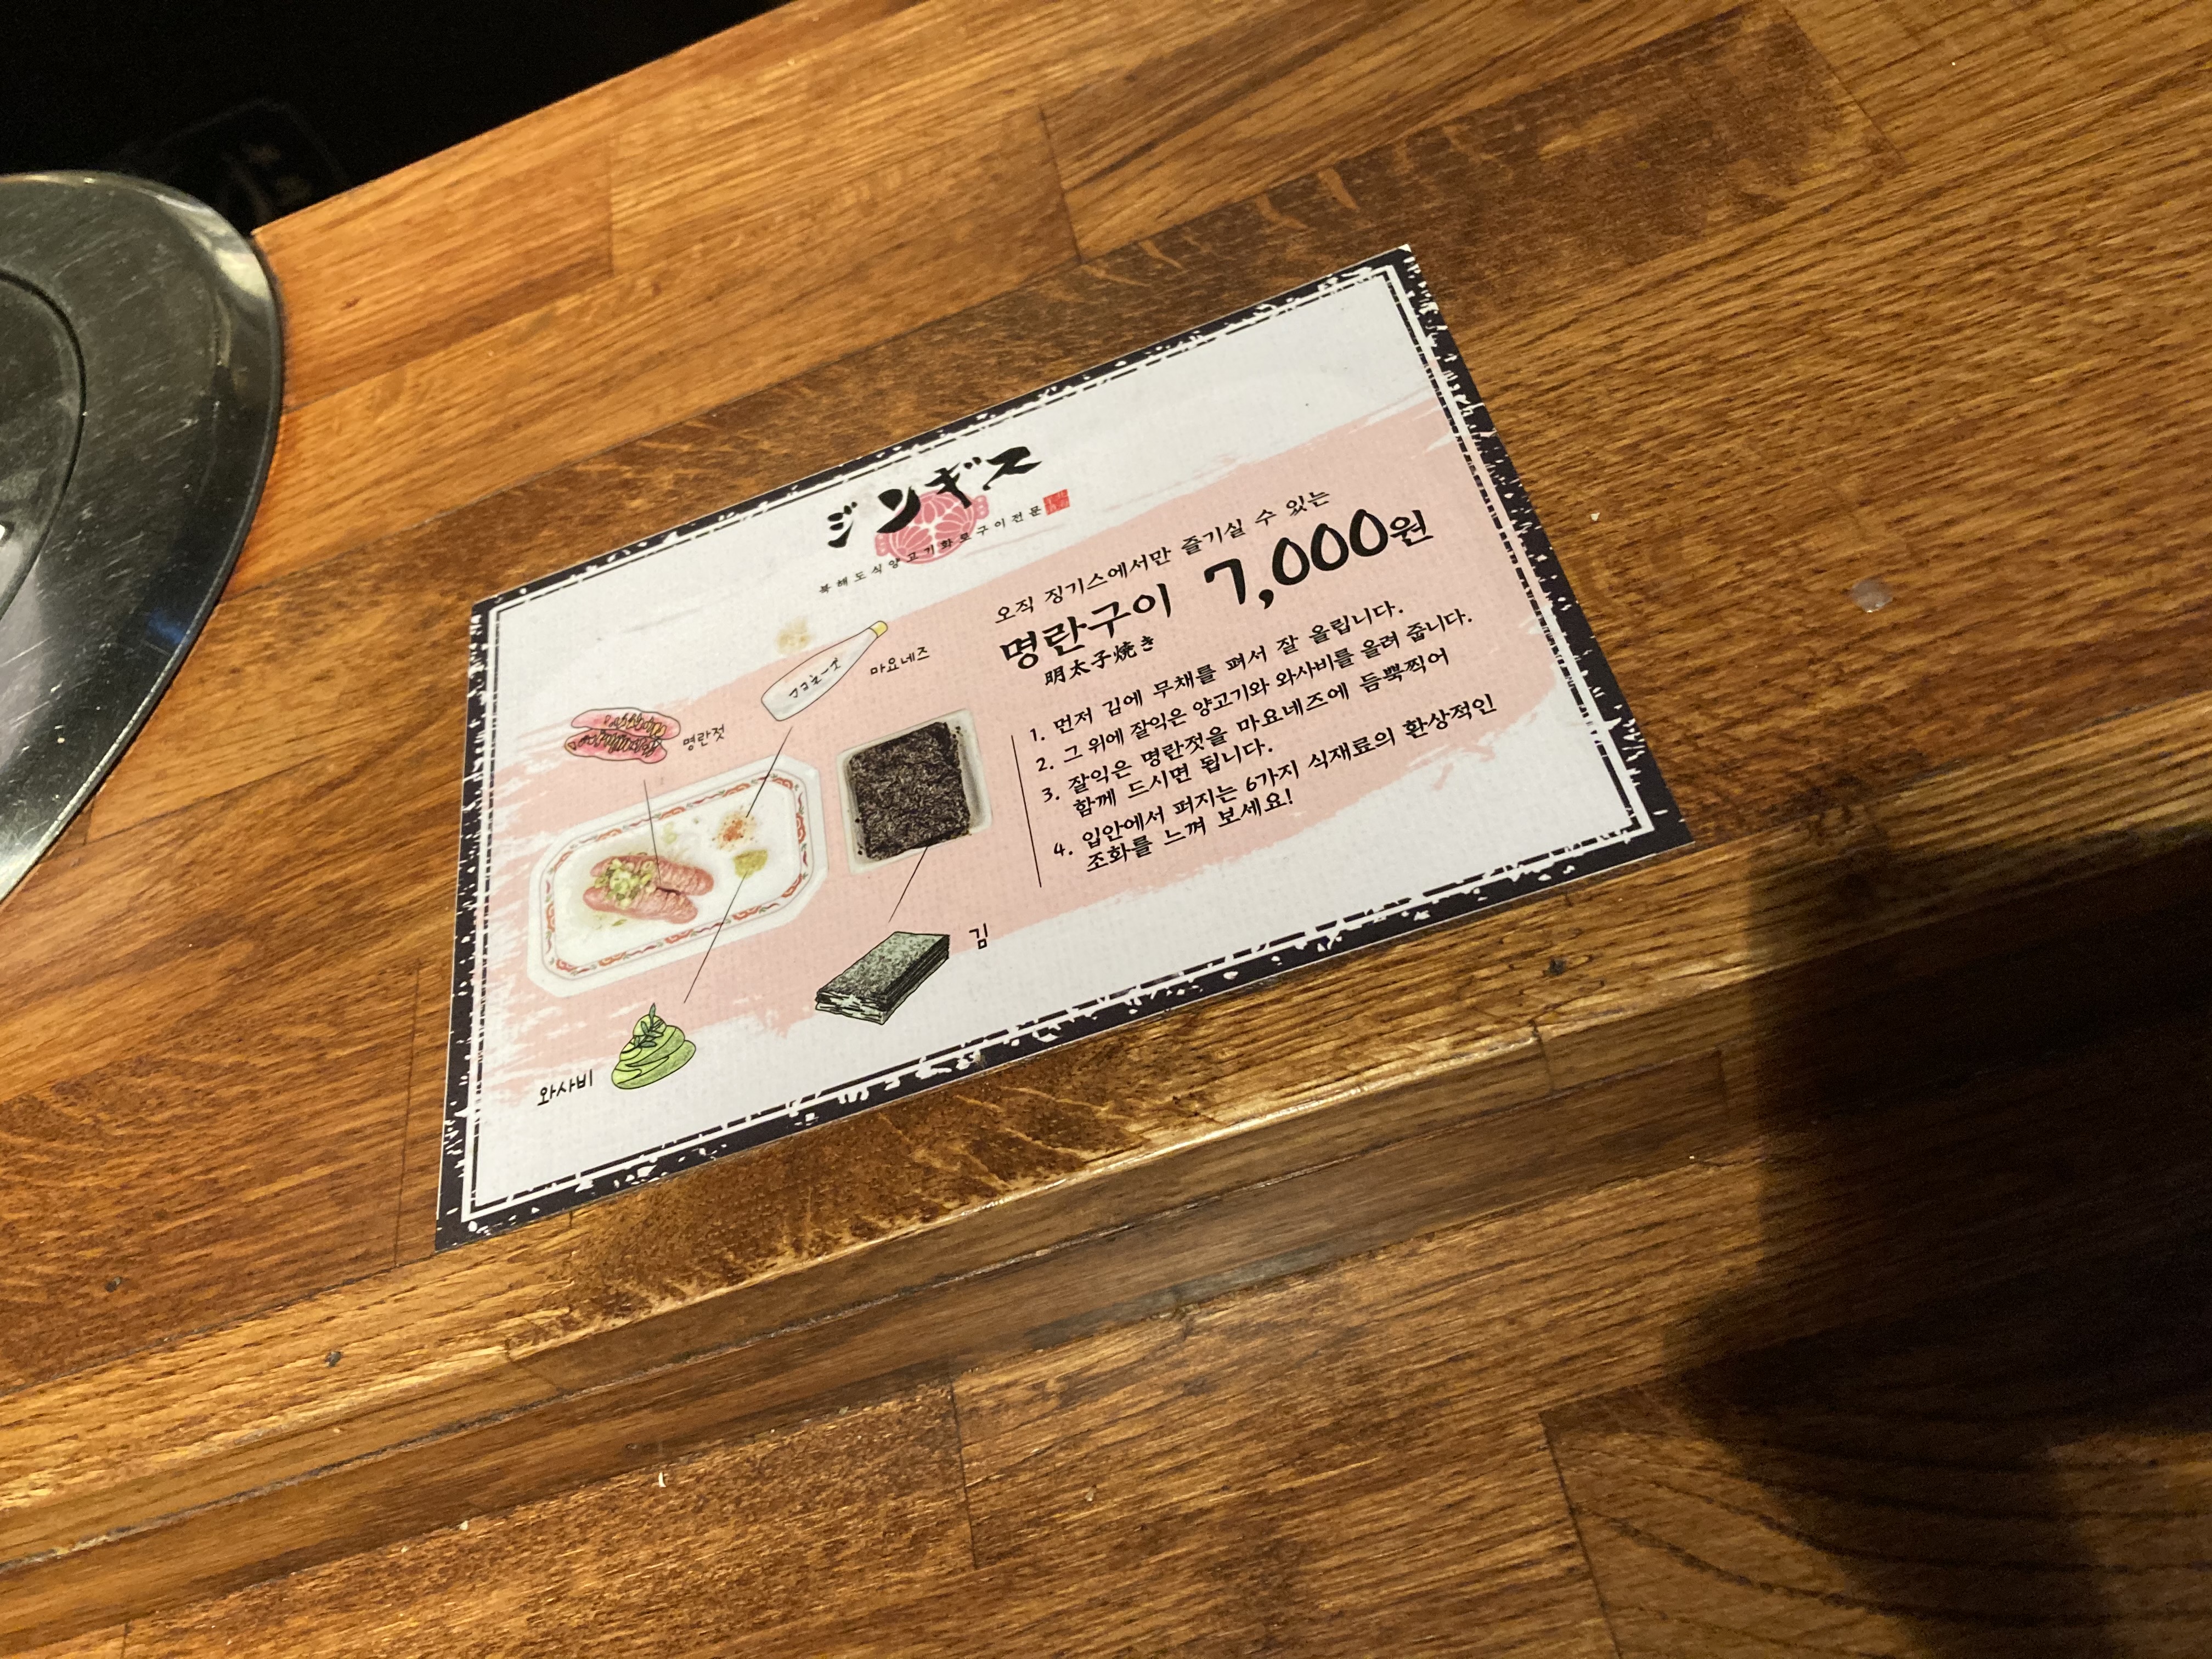 ジンギス
북해도식양고기화로구이전문
오직 징기스에서만 즐기실 수 있는
명란구이 7,000원
明太子焼き
1. 먼저 김에 무채를 펴서 잘 올립니다.
2. 그 위에 잘익은 양고기와 와사비를 올려 줍니다.
3. 잘익은 명란젓을 마요네즈에 듬뿍찍어
함께 드시면 됩니다.
4. 입안에서 퍼지는 6가지 식재료의 환상적인
조화를 느껴 보세요!
마요네즈
명란젓
김
와사비